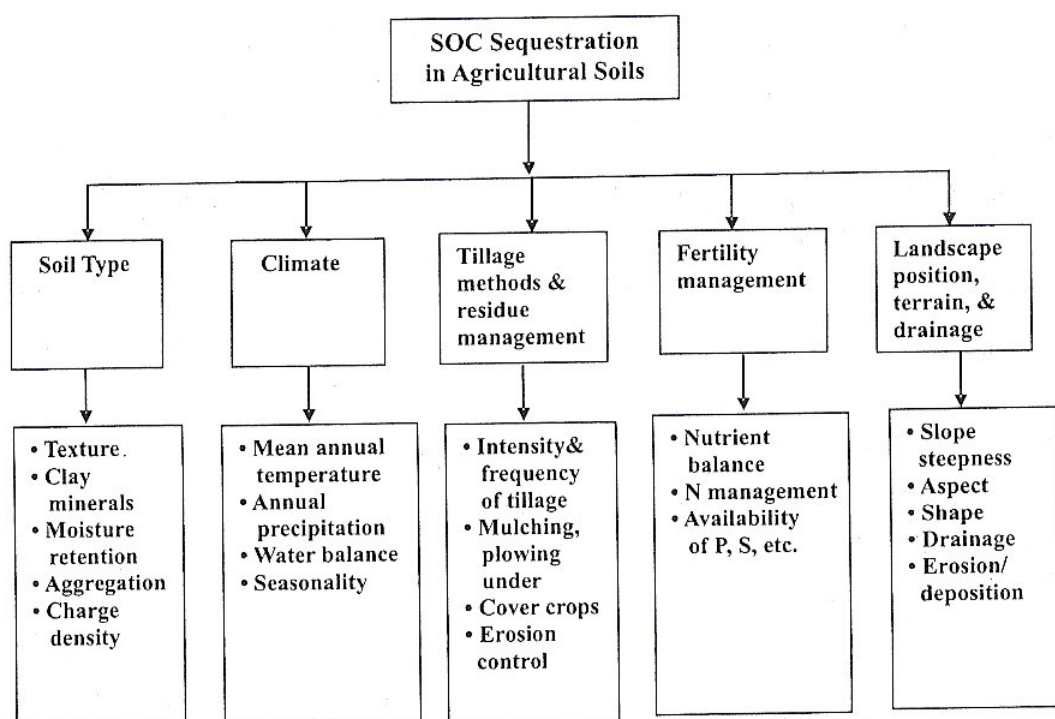 SOC Sequestration
in Agricultural Soils
Soil Type
Climate
Tillage
methods &
residue
management
Fertility
management
Landscape
position,
terrain, &
drainage
• Texture.
• Clay
minerals
• Moisture
retention
• Aggregation
• Charge
density
• Mean annual
temperature
• Annual
precipitation
• Water balance
• Seasonality
• Intensity&
frequency
of tillage
• Mulching,
plowing
under
• Cover crops
• Erosion
control
• Nutrient
balance
• N management
• Availability
of P, S, etc.
• Slope
steepness
• Aspect
• Shape
• Drainage
• Erosion/
deposition